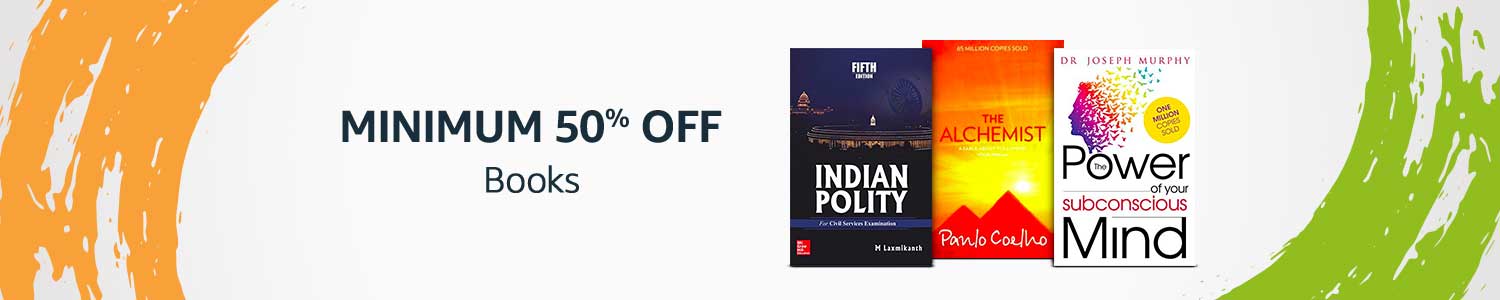 MINIMUM 50% OFF
Books
FIFTH
EDITION
INDIAN
POLITY
For Civil Services Examination
M Laxmikanth
65 MILLION COPIES SOLD
THE
ALCHEMIST
Paulo Coelho
DR JOSEPH MURPHY
ONE
MILLION
COPIES
SOLD
The Power
of your
subconscious
Mind